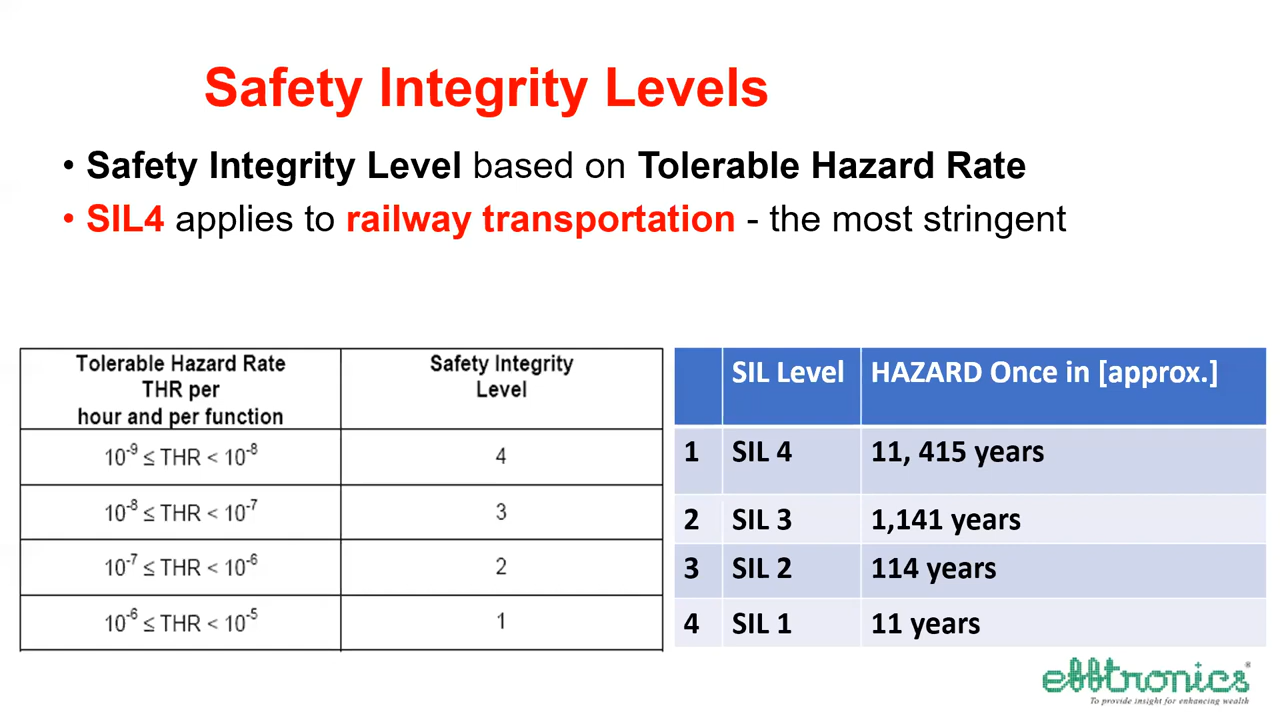 Safety Integrity Levels
• Safety Integrity Level based on Tolerable Hazard Rate
• SIL4 applies to railway transportation - the most stringent
Tolerable Hazard Rate
THR per
hour and per function
Safety Integrity
Level
10⁻⁹ ≤ THR < 10⁻⁸ 4
10⁻⁸ ≤ THR < 10⁻⁷ 3
10⁻⁷ ≤ THR < 10⁻⁶ 2
10⁻⁶ ≤ THR < 10⁻⁵ 1
SIL Level HAZARD Once in [approx.]
1 SIL 4 11, 415 years
2 SIL 3 1,141 years
3 SIL 2 114 years
4 SIL 1 11 years
efftronics®
To provide insight for enhancing wealth